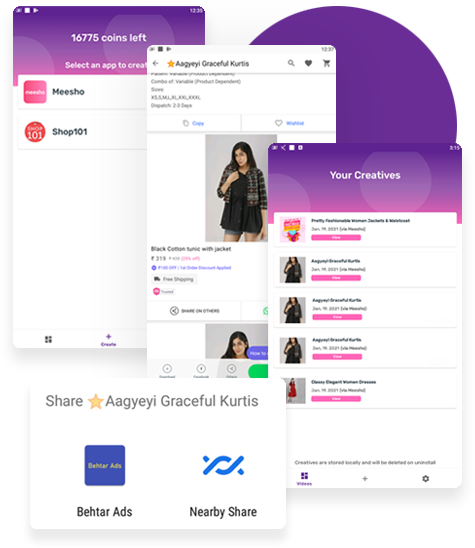 12:35
16775 coins left
Select an app to creat
meesho
Meesho
SHOP
101
Shop101
Create
12:37
⭐Aagyeyi Graceful Kurtis
Pattern: Variable (Product Dependent)
Combo of: Variable (Product Dependent)
Sizes:
XS,S,M,L,XL,XXL,XXXL
Dispatch: 2-3 Days
Copy
Wishlist
Black Cotton tunic with jacket
₹ 319
₹100 OFF | 1st Order Discount Applied
Free Shipping
Trusted
SHARE ON OTHERS
How to
Download
Facebook
Others
3:15
Your Creatives
Pretty Fashionable Women Jackets & Waistcoat
Jan, 19, 2021 (via Meesho)
View
Aagyeyi Graceful Kurtis
Jan, 19, 2021 (via Meesho)
View
Aagyeyi Graceful Kurtis
Jan, 19, 2021 (via Meesho)
View
Aagyeyi Graceful Kurtis
Jan, 19, 2021 (via Meesho)
View
Classy Elegant Women Dresses
Jan, 19, 2021 (via Meesho)
View
Creatives are stored locally and will be deleted on uninstall
Videos
Share ⭐Aagyeyi Graceful Kurtis
Behtar Ads
Behtar Ads
Nearby Share